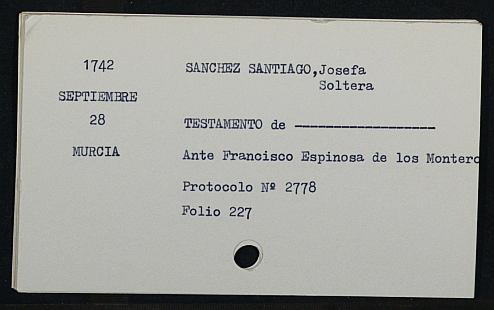 1742
SEPTIEMBRE
28
MURCIA
SANCHEZ SANTIAGO,Josefa
Soltera
TESTAMENTO de ------------------
Ante Francisco Espinosa de los Montero
Protocolo Nº 2778
Folio 227